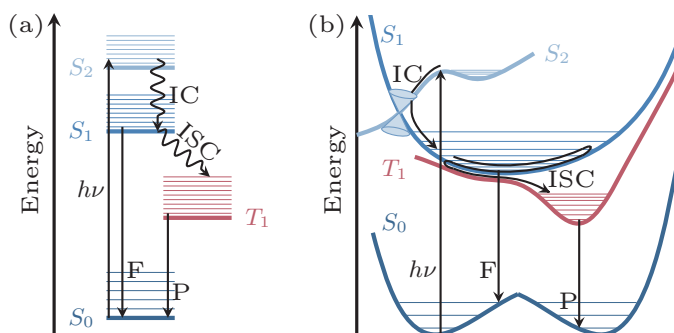 (a)
Energy
S₂
S₁
S₀
T₁
IC
ISC
hν
F
P
(b)
Energy
S₁
S₂
IC
T₁
ISC
S₀
hν
F
P